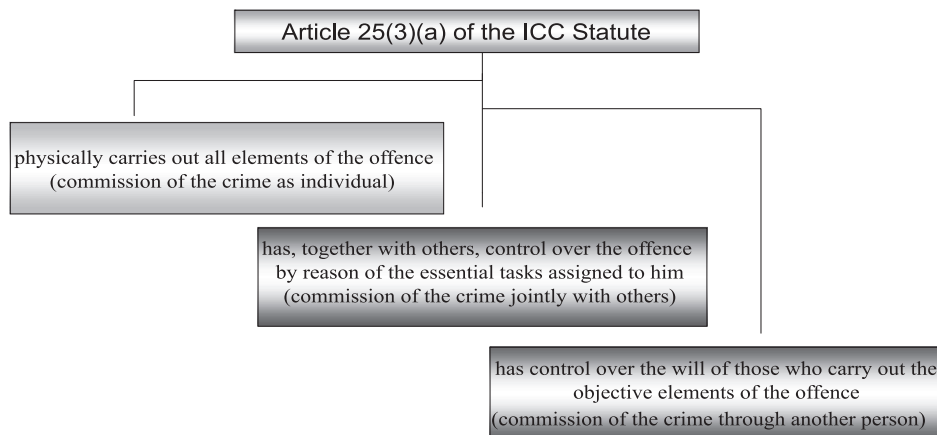 Article 25(3)(a) of the ICC Statute
physically carries out all elements of the offence
(commission of the crime as individual)
has, together with others, control over the offence
by reason of the essential tasks assigned to him
(commission of the crime jointly with others)
has control over the will of those who carry out the
objective elements of the offence
(commission of the crime through another person)